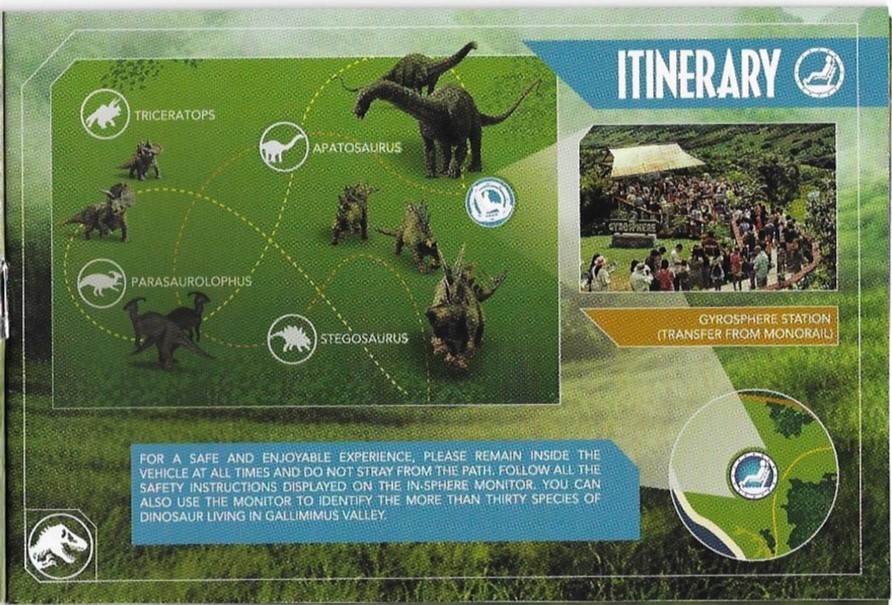 ITINERARY
TRICERATOPS
APATOSAURUS
PARASAUROLOPHUS
STEGOSAURUS
GYROSPHERE
GYROSPHERE STATION
(TRANSFER FROM MONORAIL)
FOR A SAFE AND ENJOYABLE EXPERIENCE, PLEASE REMAIN INSIDE THE
VEHICLE AT ALL TIMES AND DO NOT STRAY FROM THE PATH. FOLLOW ALL THE
SAFETY INSTRUCTIONS DISPLAYED ON THE IN-SPHERE MONITOR. YOU CAN
ALSO USE THE MONITOR TO IDENTIFY THE MORE THAN THIRTY SPECIES OF
DINOSAUR LIVING IN GALLIMIMUS VALLEY.